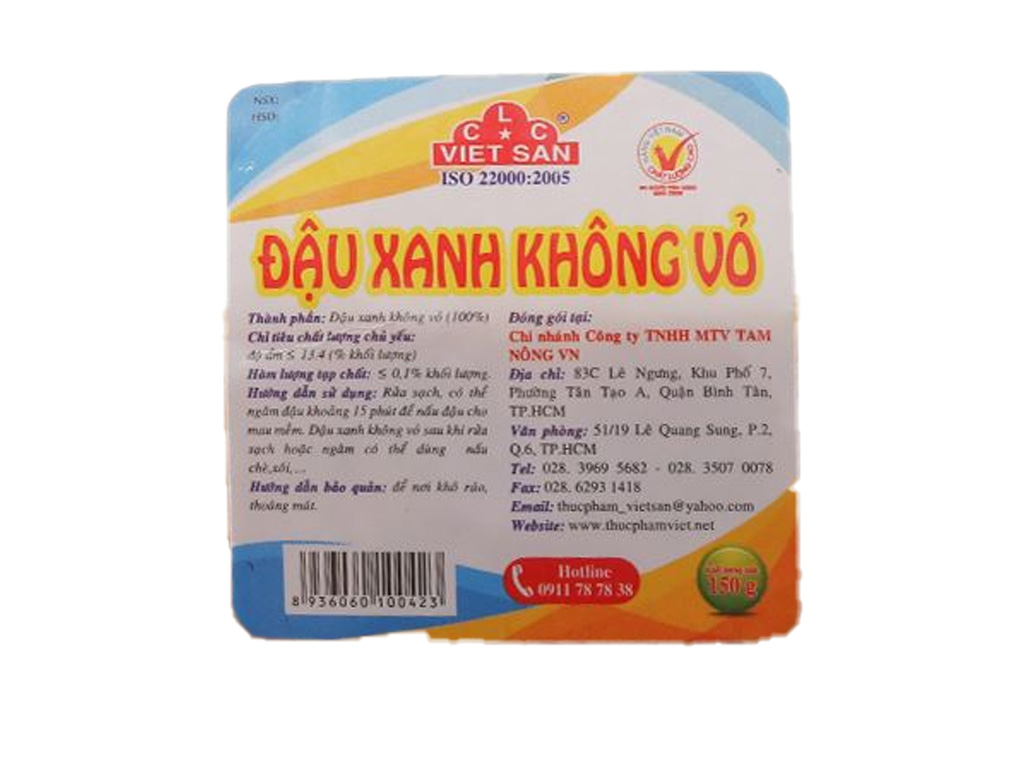 NSX:
HSD:
CLC
®
VIET SAN
ISO 22000:2005
HÀNG VIỆT NAM
CHẤT LƯỢNG CAO
ĐẬU XANH KHÔNG VỎ
Thành phần: Đậu xanh không vỏ (100%)
Chỉ tiêu chất lượng chủ yếu:
độ ẩm ≤ 13.4 (% khối lượng)
Hàm lượng tạp chất: ≤ 0,1% khối lượng
Hướng dẫn sử dụng: Rửa sạch, có thể
ngâm đậu khoảng 15 phút để nấu đậu cho
mau mềm. Đậu xanh không vỏ sau khi rửa
sạch hoặc ngâm có thể dùng nấu
chè,xôi,...
Hướng dẫn bảo quản: để nơi khô ráo,
thoáng mát.
Đóng gói tại:
Chi nhánh Công ty TNHH MTV TAM
NÔNG VN
Địa chỉ: 83C Lê Ngưng, Khu Phố 7,
Phường Tân Tạo A, Quận Bình Tân,
TP.HCM
Văn phòng: 51/19 Lê Quang Sung, P.2,
Q.6, TP.HCM
Tel: 028. 3969 5682 - 028. 3507 0078
Fax: 028. 6293 1418
Email: thucpham_vietsan@yahoo.com
Website: www.thucphamviet.net
8 936060 100423
Hotline
0911 78 78 38
150 g